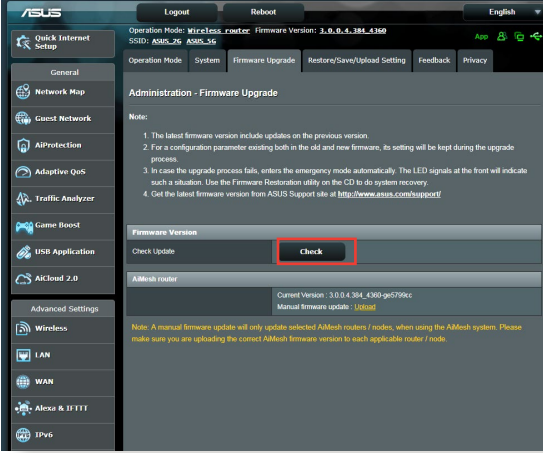 ASUS Logout Reboot English
Operation Mode: Wireless router Firmware Version: 3.0.0.4.384_4360
SSID: ASUS_2G ASUS_5G App
Quick Internet
Setup
General
Network Map
Guest Network
AiProtection
Adaptive QoS
Traffic Analyzer
Game Boost
USB Application
AiCloud 2.0
Advanced Settings
Wireless
LAN
WAN
Alexa & IFTTT
IPv6
Operation Mode System Firmware Upgrade Restore/Save/Upload Setting Feedback Privacy
Administration - Firmware Upgrade
Note:
1. The latest firmware version include updates on the previous version.
2. For a configuration parameter existing both in the old and new firmware, its setting will be kept during the upgrade
process.
3. In case the upgrade process fails, enters the emergency mode automatically. The LED signals at the front will indicate
such a situation. Use the Firmware Restoration utility on the CD to do system recovery.
4. Get the latest firmware version from ASUS Support site at http://www.asus.com/support/
Firmware Version
Check Update Check
AiMesh router
Current Version : 3.0.0.4.384_4360-ge5799cc
Manual firmware update : Upload
Note: A manual firmware update will only update selected AiMesh routers / nodes, when using the AiMesh system. Please
make sure you are uploading the correct AiMesh firmware version to each applicable router / node.